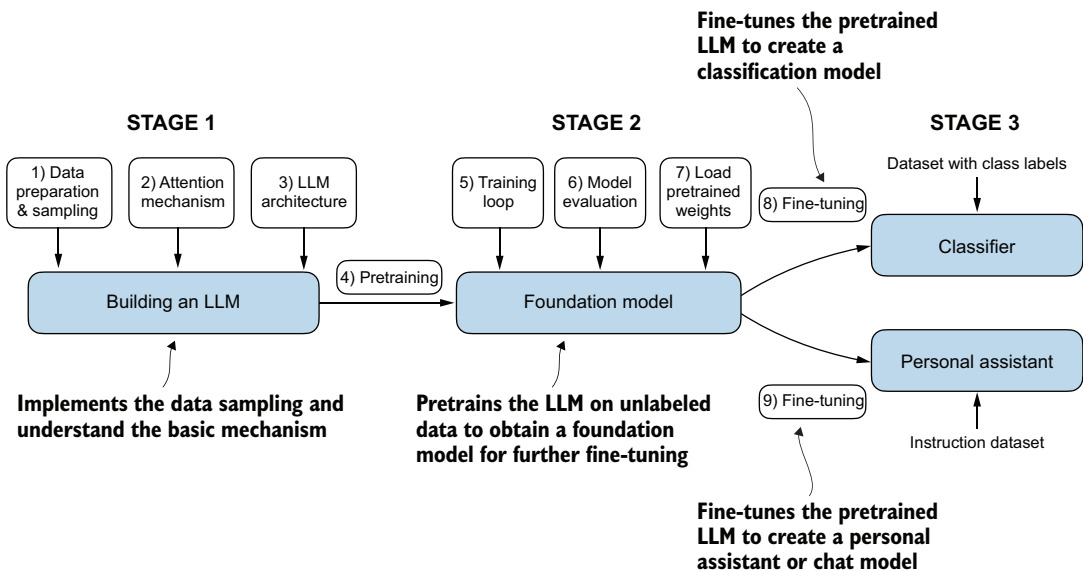 Fine-tunes the pretrained
LLM to create a
classification model
STAGE 1
STAGE 2
STAGE 3
1) Data
preparation
& sampling
2) Attention
mechanism
3) LLM
architecture
5) Training
loop
6) Model
evaluation
7) Load
pretrained
weights
8) Fine-tuning
Dataset with class labels
4) Pretraining
Building an LLM
Foundation model
Classifier
Personal assistant
Implements the data sampling and
understand the basic mechanism
Pretrains the LLM on unlabeled
data to obtain a foundation
model for further fine-tuning
9) Fine-tuning
Instruction dataset
Fine-tunes the pretrained
LLM to create a personal
assistant or chat model